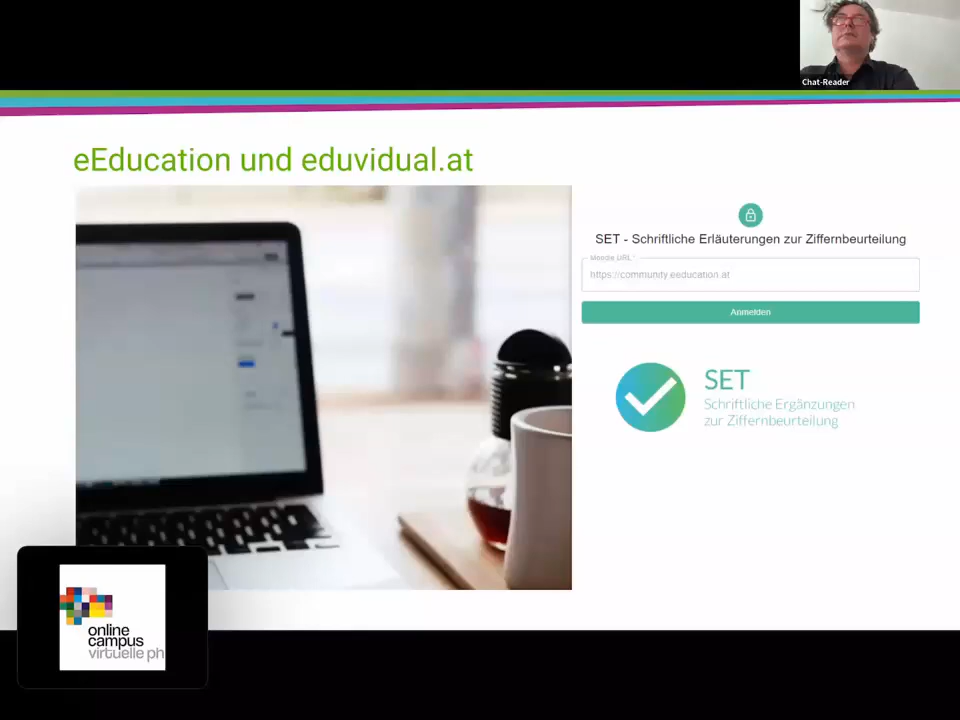 Chat-Reader
eEducation und eduvidual.at
SET - Schriftliche Erläuterungen zur Ziffernbeurteilung
Moodle URL *
https://community.eeducation.at
Anmelden
SET
Schriftliche Ergänzungen
zur Ziffernbeurteilung
online
campus
virtuelle ph